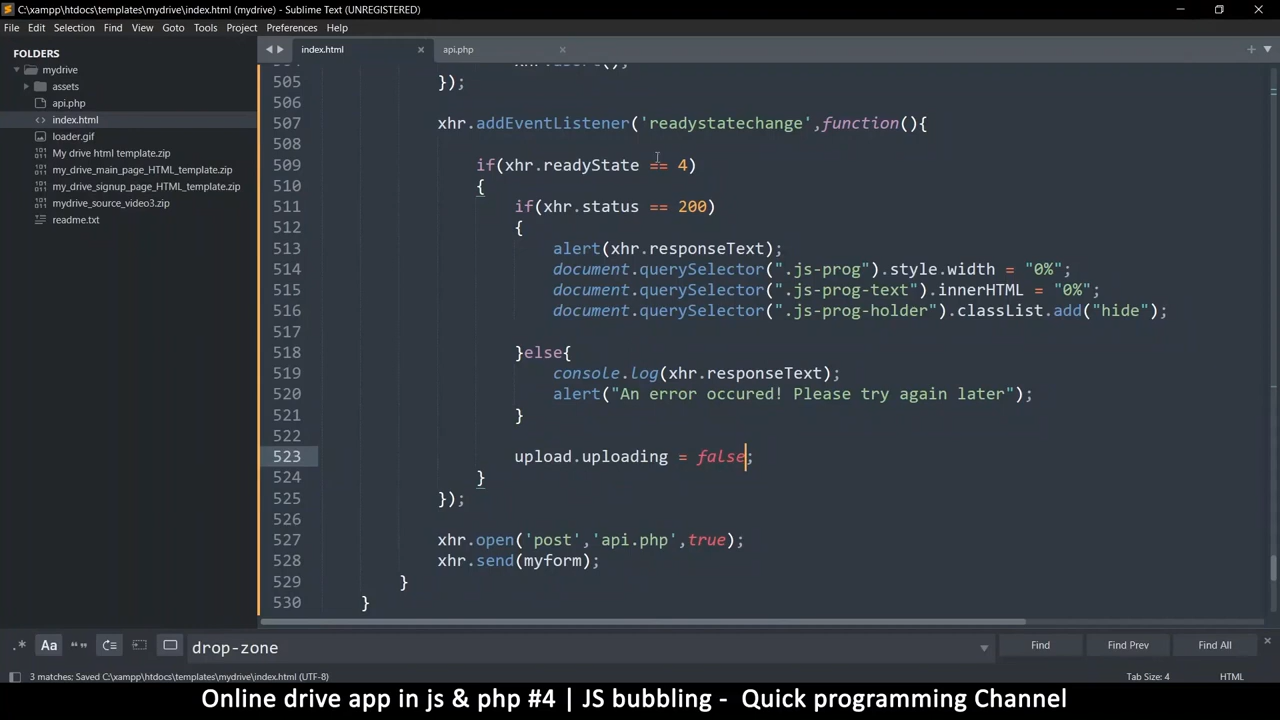 C:\xampp\htdocs\templates\mydrive\index.html (mydrive) - Sublime Text (UNREGISTERED)
File Edit Selection Find View Goto Tools Project Preferences Help
FOLDERS
mydrive
assets
api.php
index.html
loader.gif
My drive html template.zip
my_drive_main_page_HTML_template.zip
my_drive_signup_page_HTML_template.zip
mydrive_source_video3.zip
readme.txt
index.html api.php
505 });
506
507 xhr.addEventListener('readystatechange',function(){
508
509 if(xhr.readyState == 4)
510 {
511 if(xhr.status == 200)
512 {
513 alert(xhr.responseText);
514 document.querySelector(".js-prog").style.width = "0%";
515 document.querySelector(".js-prog-text").innerHTML = "0%";
516 document.querySelector(".js-prog-holder").classList.add("hide");
517
518 }else{
519 console.log(xhr.responseText);
520 alert("An error occured! Please try again later");
521 }
522
523 upload.uploading = false;
524 }
525 });
526
527 xhr.open('post','api.php',true);
528 xhr.send(myform);
529 }
530 }
.* Aa “” drop-zone Find Find Prev Find All
3 matches: Saved C:\xampp\htdocs\templates\mydrive\index.html (UTF-8) Tab Size: 4 HTML
Online drive app in js & php #4 | JS bubbling - Quick programming Channel